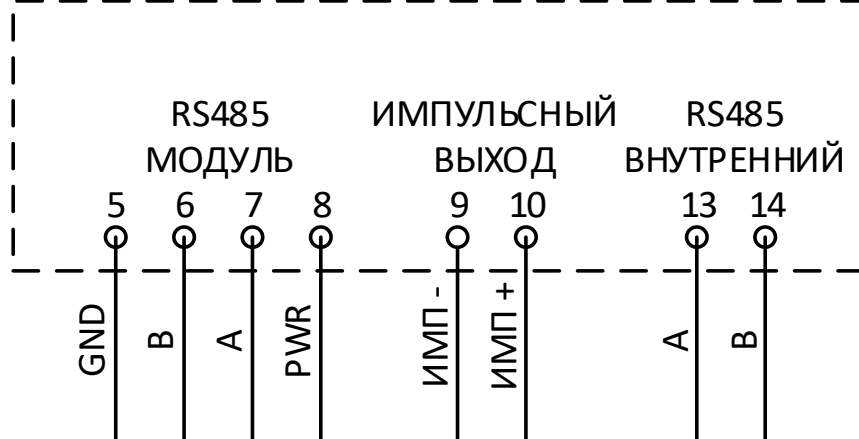 RS485 ИМПУЛЬСНЫЙ RS485
МОДУЛЬ ВЫХОД ВНУТРЕННИЙ
5 6 7 8 9 10 13 14
GND B A PWR ИМП - ИМП + A B